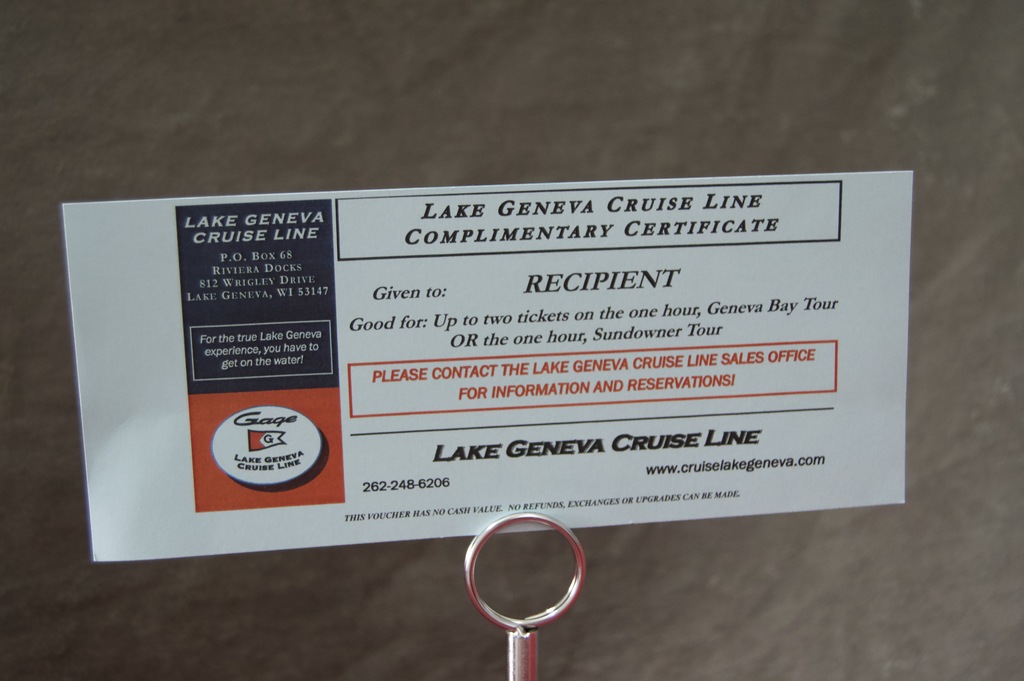 LAKE GENEVA
CRUISE LINE
P.O. BOX 68
RIVIERA DOCKS
812 WRIGLEY DRIVE
LAKE GENEVA, WI 53147
For the true Lake Geneva
experience, you have to
get on the water!
Gage
G
LAKE GENEVA
CRUISE LINE
LAKE GENEVA CRUISE LINE
COMPLIMENTARY CERTIFICATE
Given to: RECIPIENT
Good for: Up to two tickets on the one hour, Geneva Bay Tour
OR the one hour, Sundowner Tour
PLEASE CONTACT THE LAKE GENEVA CRUISE LINE SALES OFFICE
FOR INFORMATION AND RESERVATIONS!
LAKE GENEVA CRUISE LINE
262-248-6206 www.cruiselakegeneva.com
THIS VOUCHER HAS NO CASH VALUE. NO REFUNDS, EXCHANGES OR UPGRADES CAN BE MADE.